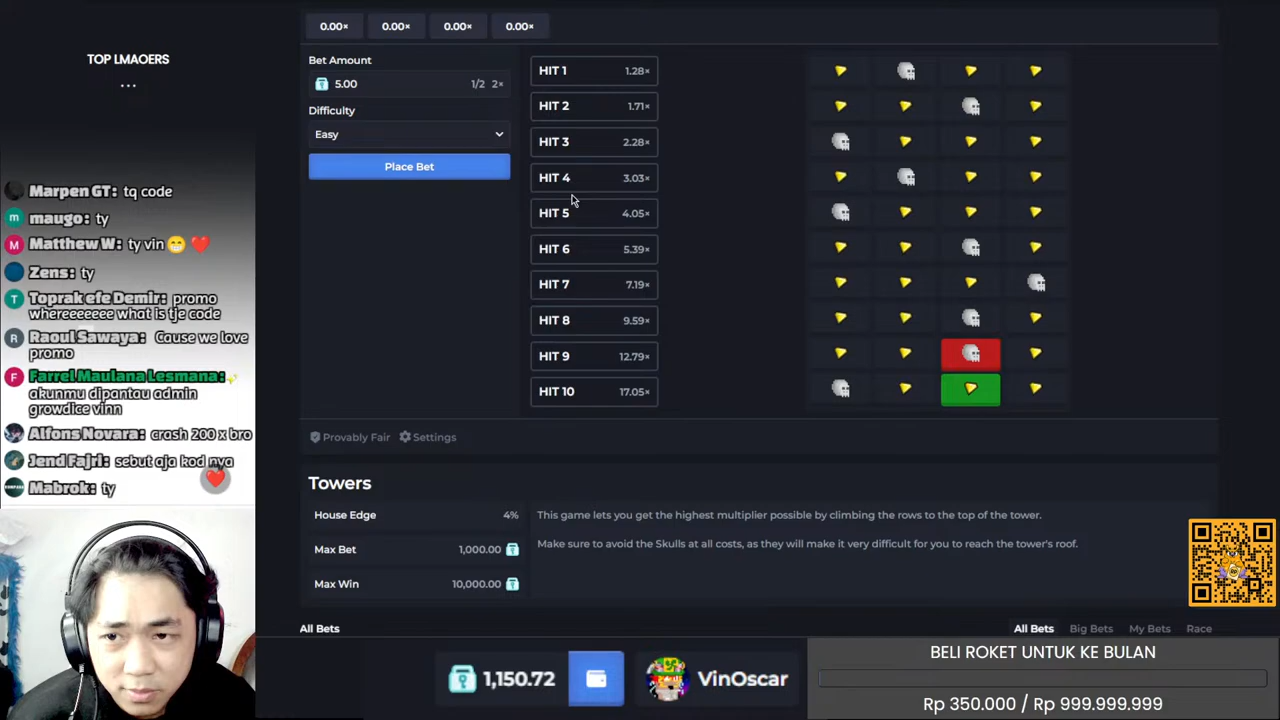 TOP LMAOERS
...
Marpen GT: tq code
maugo: ty
Matthew W: ty vin😁 ❤️
Zens: ty
Toprak efe Demir: promo
whereeeeeee what is tje code
Raoul Sawaya: Cause we love
promo
Farrel Maulana Lesmana:✨
akunmu dipantau admin
growdice vinn
Alfons Novara: crash 200 x bro
Jend Fajri: sebut aja kod nya
❤️
Mabrok: ty
0.00× 0.00× 0.00× 0.00×
Bet Amount
5.00 1/2 2×
Difficulty
Easy
Place Bet
HIT 1 1.28×
HIT 2 1.71×
HIT 3 2.28×
HIT 4 3.03×
HIT 5 4.05×
HIT 6 5.39×
HIT 7 7.19×
HIT 8 9.59×
HIT 9 12.79×
HIT 10 17.05×
Provably Fair Settings
Towers
House Edge 4%
Max Bet 1,000.00
Max Win 10,000.00
This game lets you get the highest multiplier possible by climbing the rows to the top of the tower.
Make sure to avoid the Skulls at all costs, as they will make it very difficult for you to reach the tower's roof.
All Bets
All Bets Big Bets My Bets Race
1,150.72
VinOscar
BELI ROKET UNTUK KE BULAN
Rp 350.000 / Rp 999.999.999